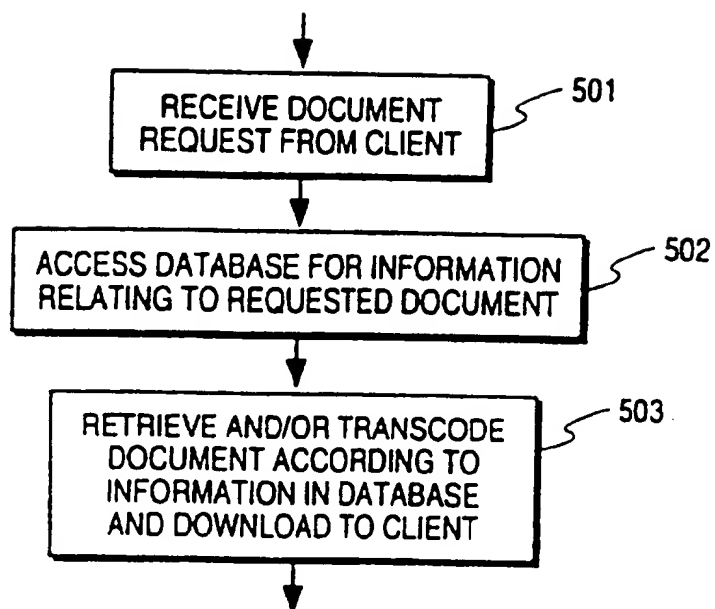 RECEIVE DOCUMENT
REQUEST FROM CLIENT
501
ACCESS DATABASE FOR INFORMATION
RELATING TO REQUESTED DOCUMENT
502
RETRIEVE AND/OR TRANSCODE
DOCUMENT ACCORDING TO
INFORMATION IN DATABASE
AND DOWNLOAD TO CLIENT
503